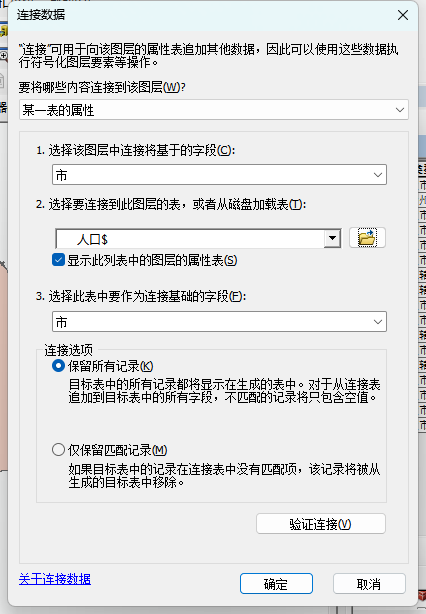 连接数据
"连接"可用于向该图层的属性表追加其他数据，因此可以使用这些数据执
行符号化图层要素等操作。
要将哪些内容连接到该图层(W)?
某一表的属性
1. 选择该图层中连接将基于的字段(C):
市
2. 选择要连接到此图层的表，或者从磁盘加载表(T):
人口$
显示此列表中的图层的属性表(S)
3. 选择此表中要作为连接基础的字段(F):
市
连接选项
保留所有记录(K)
目标表中的所有记录都将显示在生成的表中。对于从连接表
追加到目标表中的所有字段，不匹配的记录将只包含空值。
仅保留匹配记录(M)
如果目标表中的记录在连接表中没有匹配项，该记录将被从
生成的目标表中移除。
验证连接(V)
关于连接数据
确定
取消